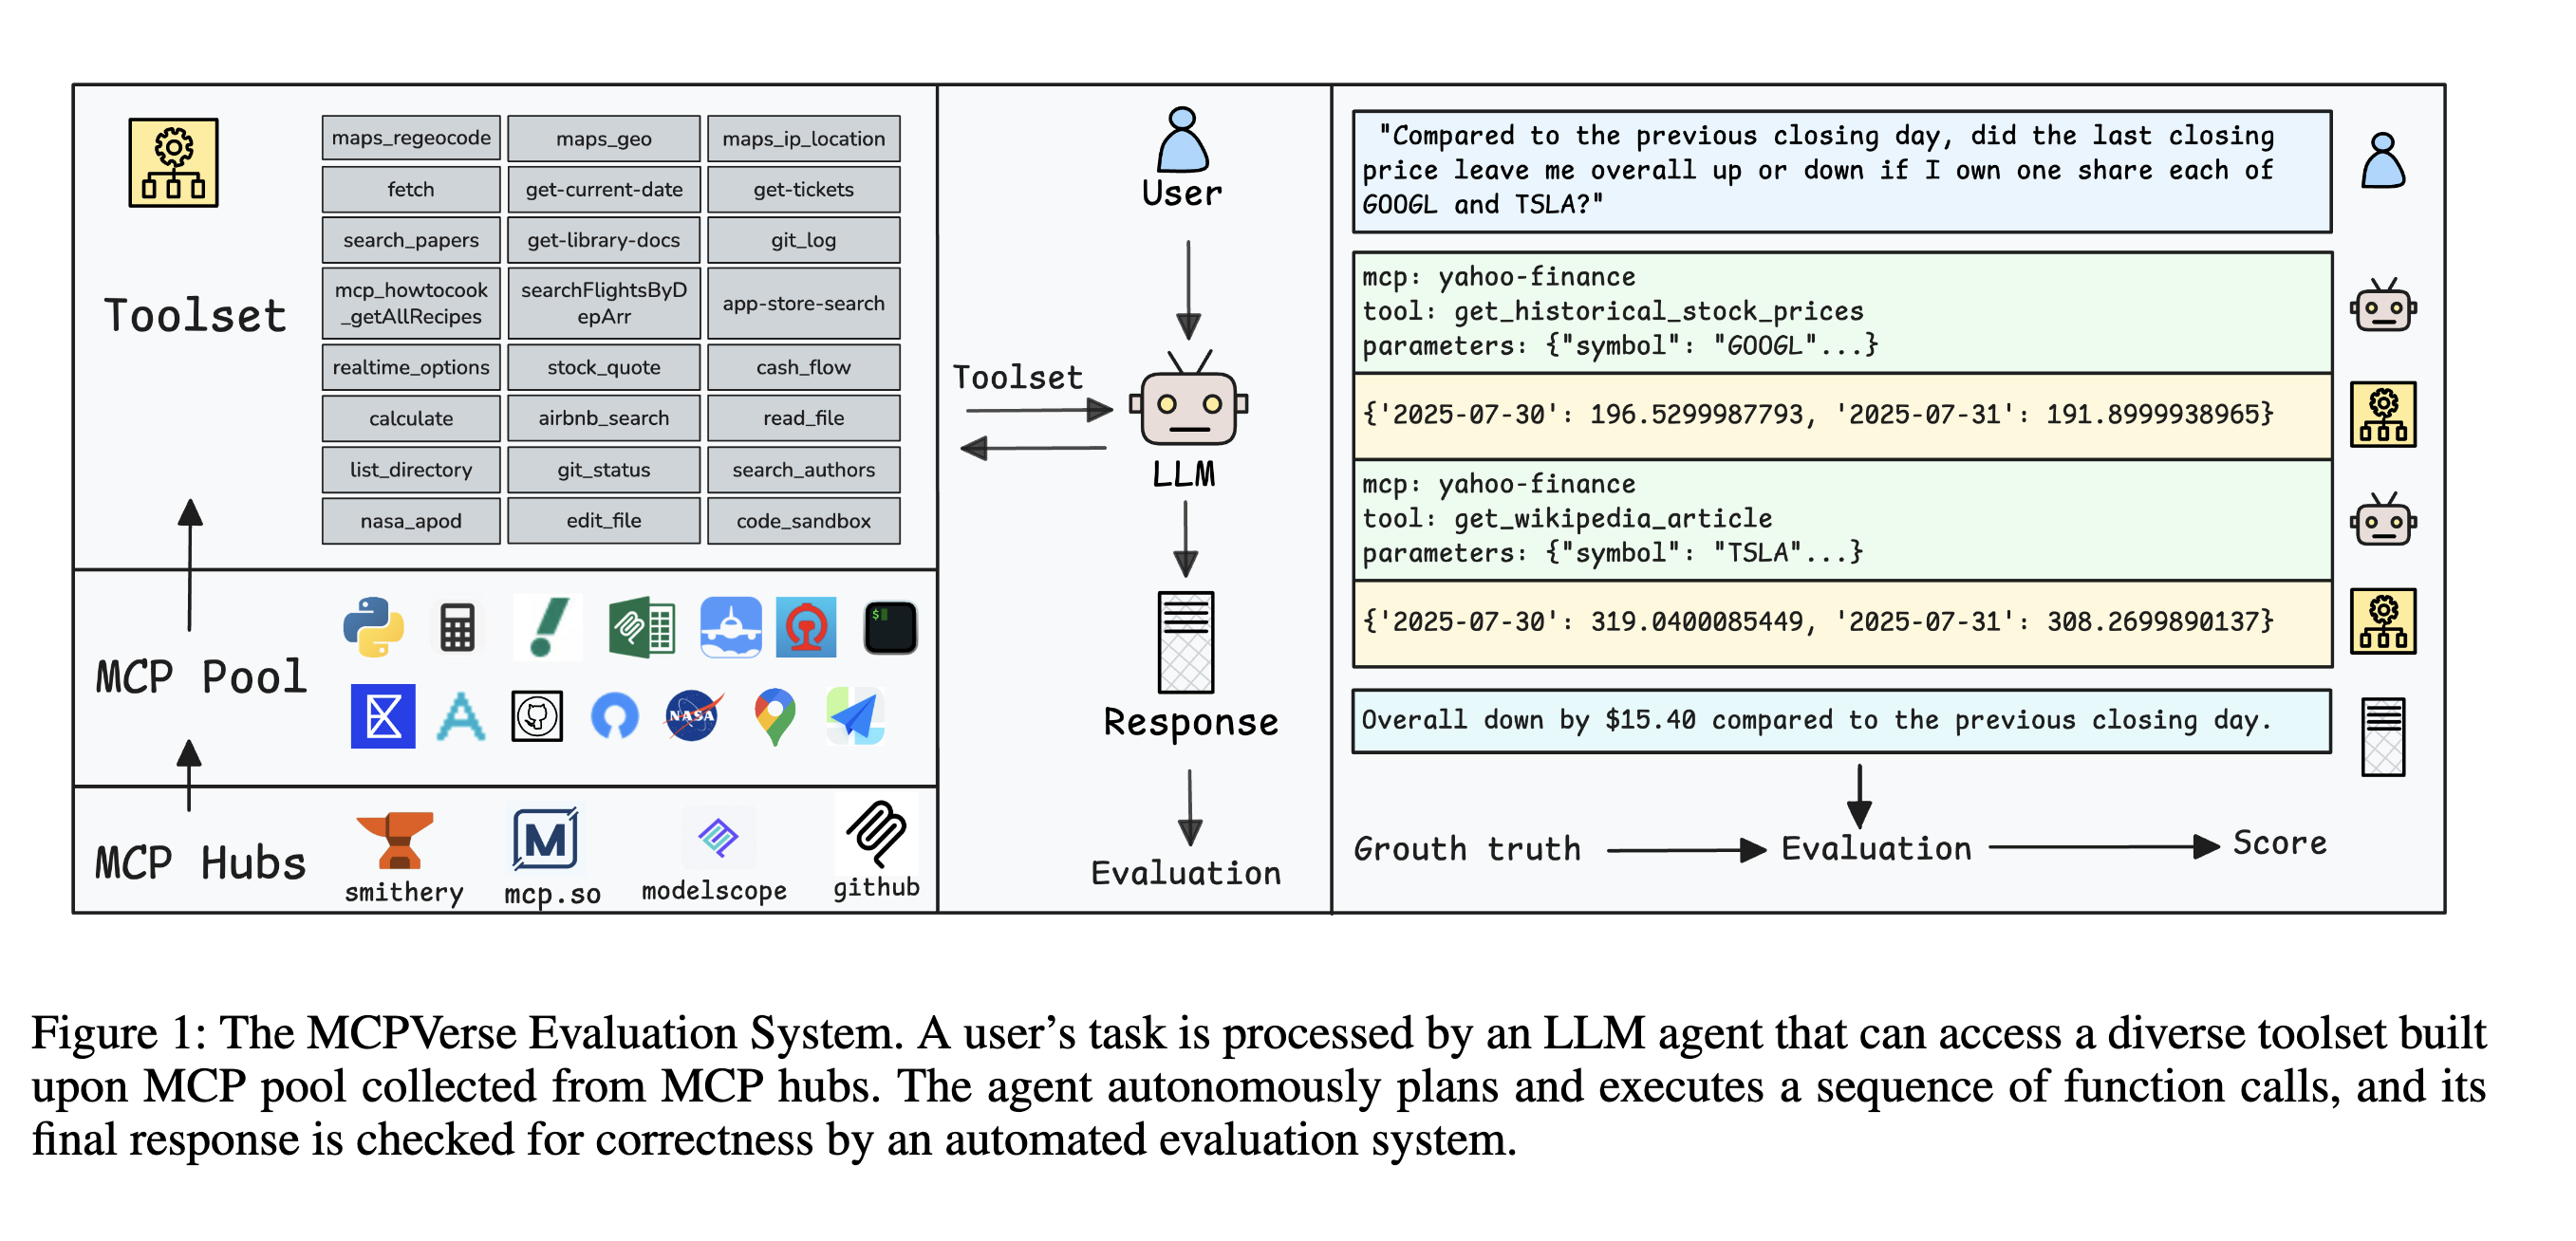 maps_regeocode
maps_geo
maps_ip_location
fetch
get-current-date
get-tickets
search_papers
get-library-docs
git_log
mcp_howtocook
_getAllRecipes
searchFlightsByD
epArr
app-store-search
Toolset
realtime_options
stock_quote
cash_flow
calculate
airbnb_search
read_file
list_directory
git_status
search_authors
nasa_apod
edit_file
code_sandbox
MCP Pool
$
NASA
MCP Hubs
M
smithery
mcp.so
modelscope
github
User
Toolset
LLM
Response
Evaluation
"Compared to the previous closing day, did the last closing
price leave me overall up or down if I own one share each of
GOOGL and TSLA?"
mcp: yahoo-finance
tool: get_historical_stock_prices
parameters: {"symbol": "GOOGL"...}
{'2025-07-30': 196.5299987793, '2025-07-31': 191.8999938965}
mcp: yahoo-finance
tool: get_wikipedia_article
parameters: {"symbol": "TSLA"...}
{'2025-07-30': 319.0400085449, '2025-07-31': 308.2699890137}
Overall down by $15.40 compared to the previous closing day.
Grouth truth
Evaluation
Score
Figure 1: The MCPVerse Evaluation System. A user’s task is processed by an LLM agent that can access a diverse toolset built
upon MCP pool collected from MCP hubs. The agent autonomously plans and executes a sequence of function calls, and its
final response is checked for correctness by an automated evaluation system.